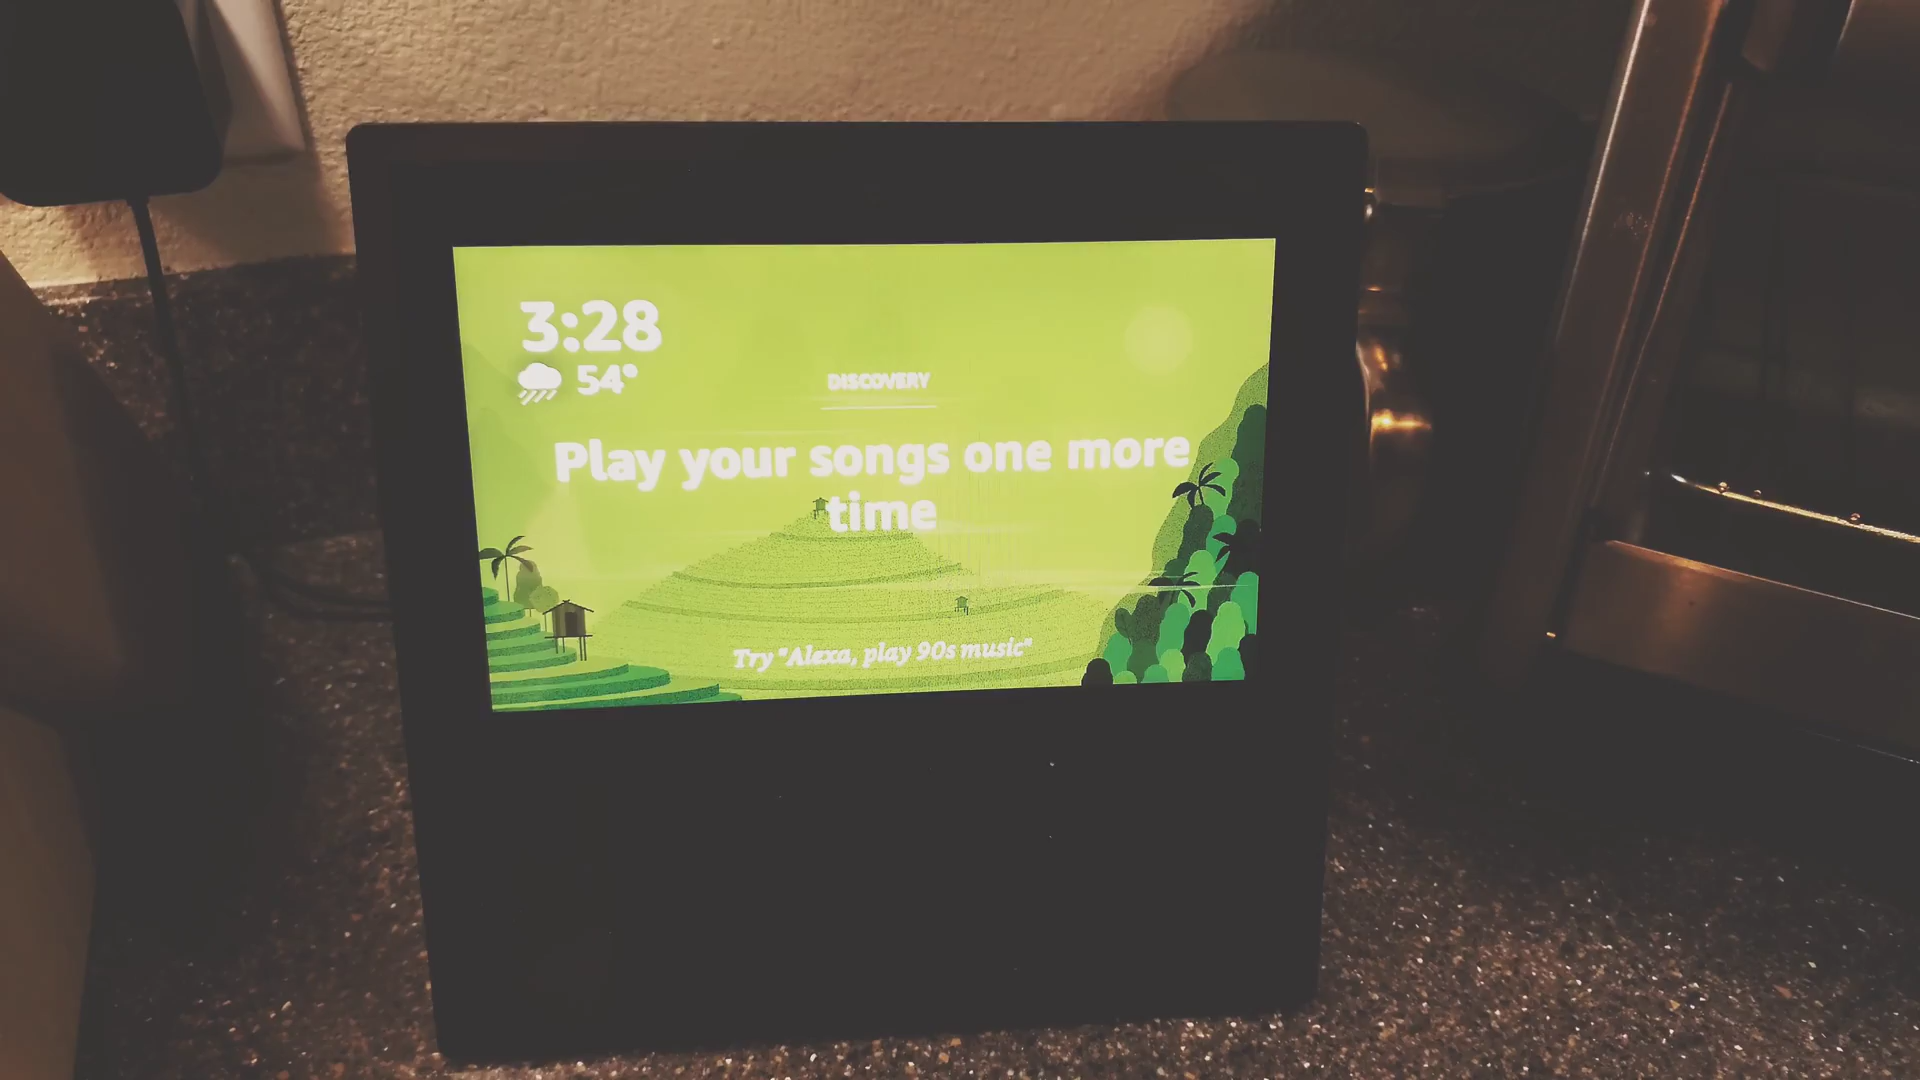 3:28
54°
DISCOVERY
Play your songs one more
time
Try "Alexa, play 90s music"